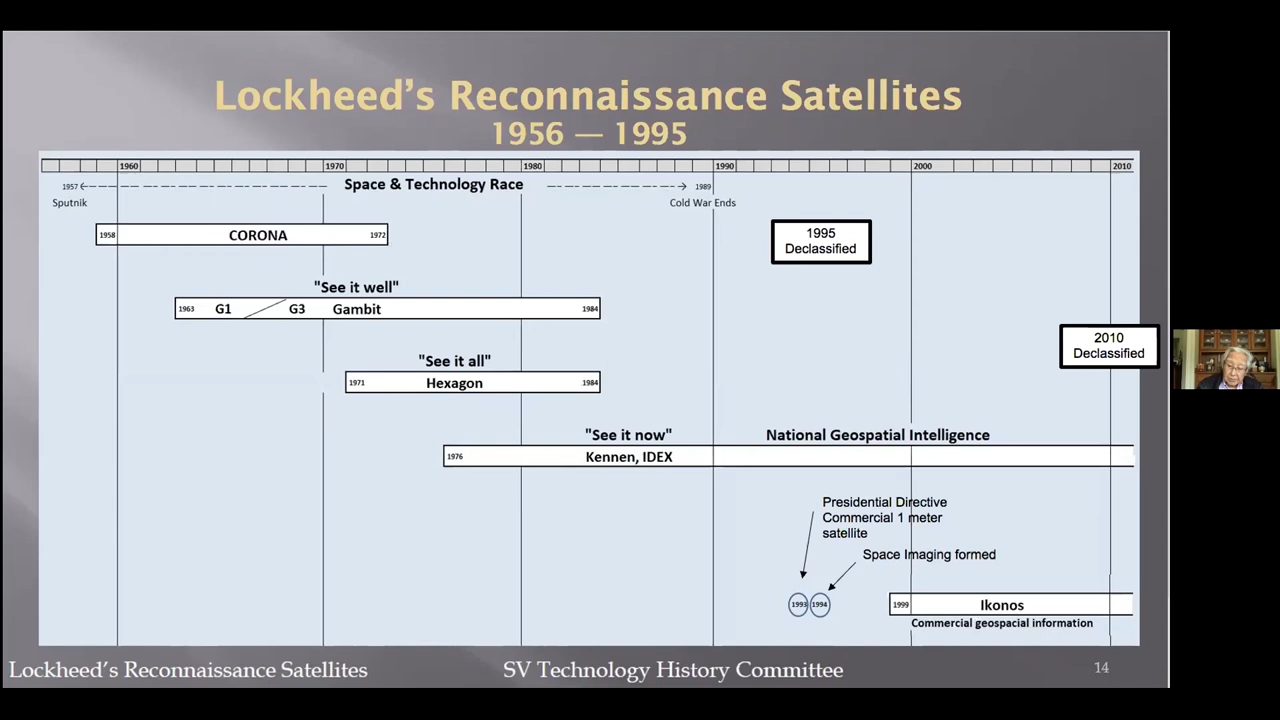 Lockheed’s Reconnaissance Satellites
1956 — 1995
1960 1970 1980 1990 2000 2010
1957 Space & Technology Race 1989
Sputnik Cold War Ends
1958 CORONA 1972
1995
Declassified
"See it well"
1963 G1 G3 Gambit 1984
2010
Declassified
"See it all"
1971 Hexagon 1984
"See it now" National Geospatial Intelligence
1976 Kennen, IDEX
Presidential Directive
Commercial 1 meter
satellite
Space Imaging formed
1993 1994 1999 Ikonos
Commercial geospacial information
Lockheed’s Reconnaissance Satellites SV Technology History Committee 14